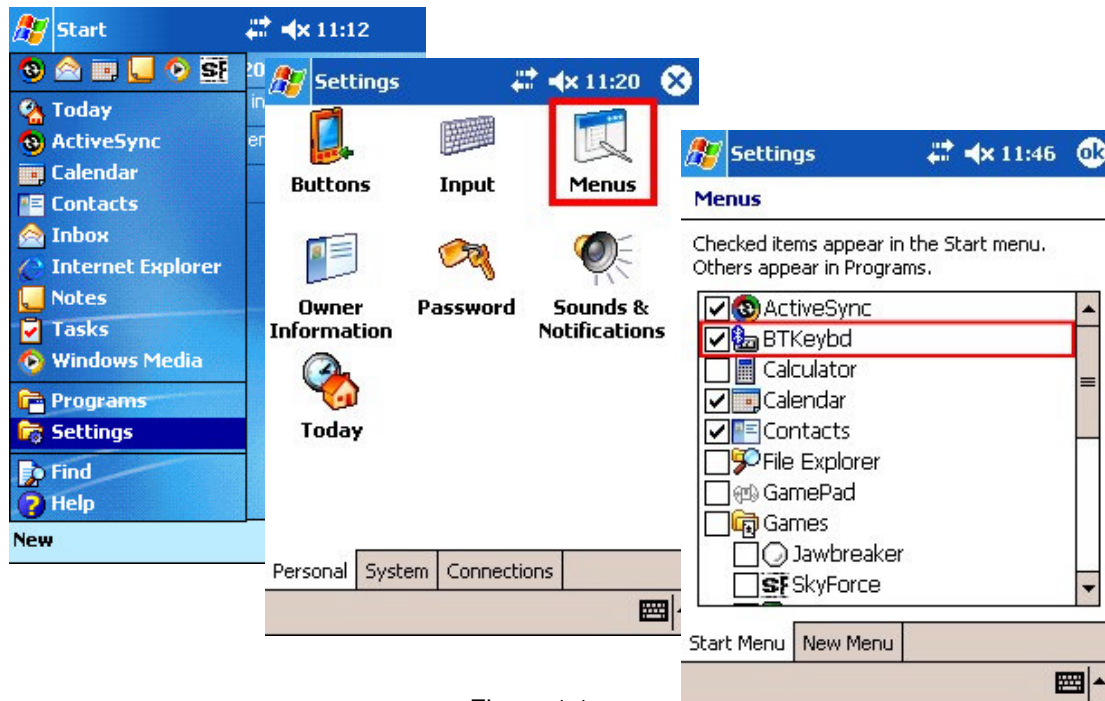 Start
11:12
SF
20
Today
ActiveSync
Calendar
Contacts
Inbox
Internet Explorer
Notes
Tasks
Windows Media
Programs
Settings
Find
Help
New
Settings
11:20
Buttons
Input
Menus
Owner Information
Password
Sounds & Notifications
Today
Personal
System
Connections
Settings
11:46
ok
Menus
Checked items appear in the Start menu.
Others appear in Programs.
ActiveSync
BTKeybd
Calculator
Calendar
Contacts
File Explorer
GamePad
Games
Jawbreaker
SF SkyForce
Start Menu
New Menu